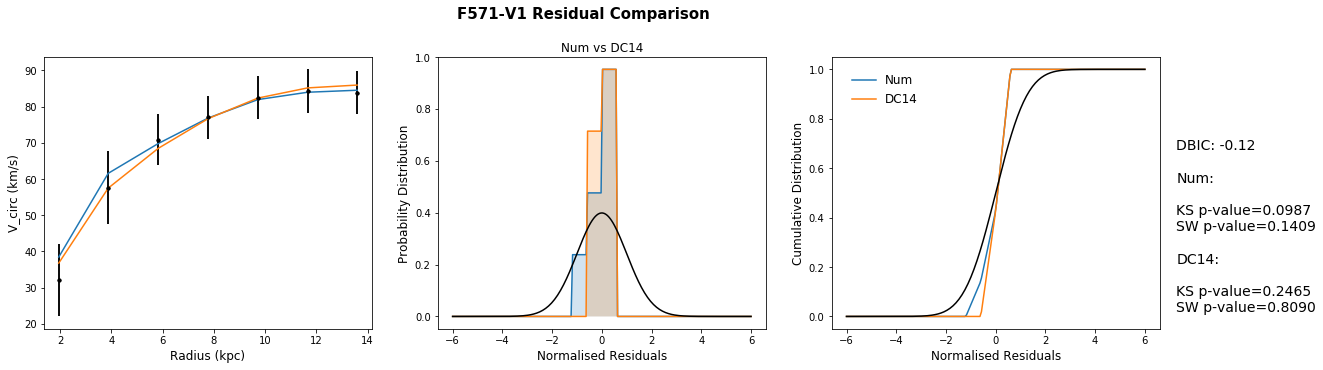 F571-V1 Residual Comparison
V_circ (km/s)
90
80
70
60
50
40
30
20
2
4
6
8
10
12
14
Radius (kpc)
Num vs DC14
Probability Distribution
1.0
0.8
0.6
0.4
0.2
0.0
−6
−4
−2
0
2
4
6
Normalised Residuals
Cumulative Distribution
1.0
0.8
0.6
0.4
0.2
0.0
Num
DC14
−6
−4
−2
0
2
4
6
Normalised Residuals
DBIC: -0.12
Num:
KS p-value=0.0987
SW p-value=0.1409
DC14:
KS p-value=0.2465
SW p-value=0.8090